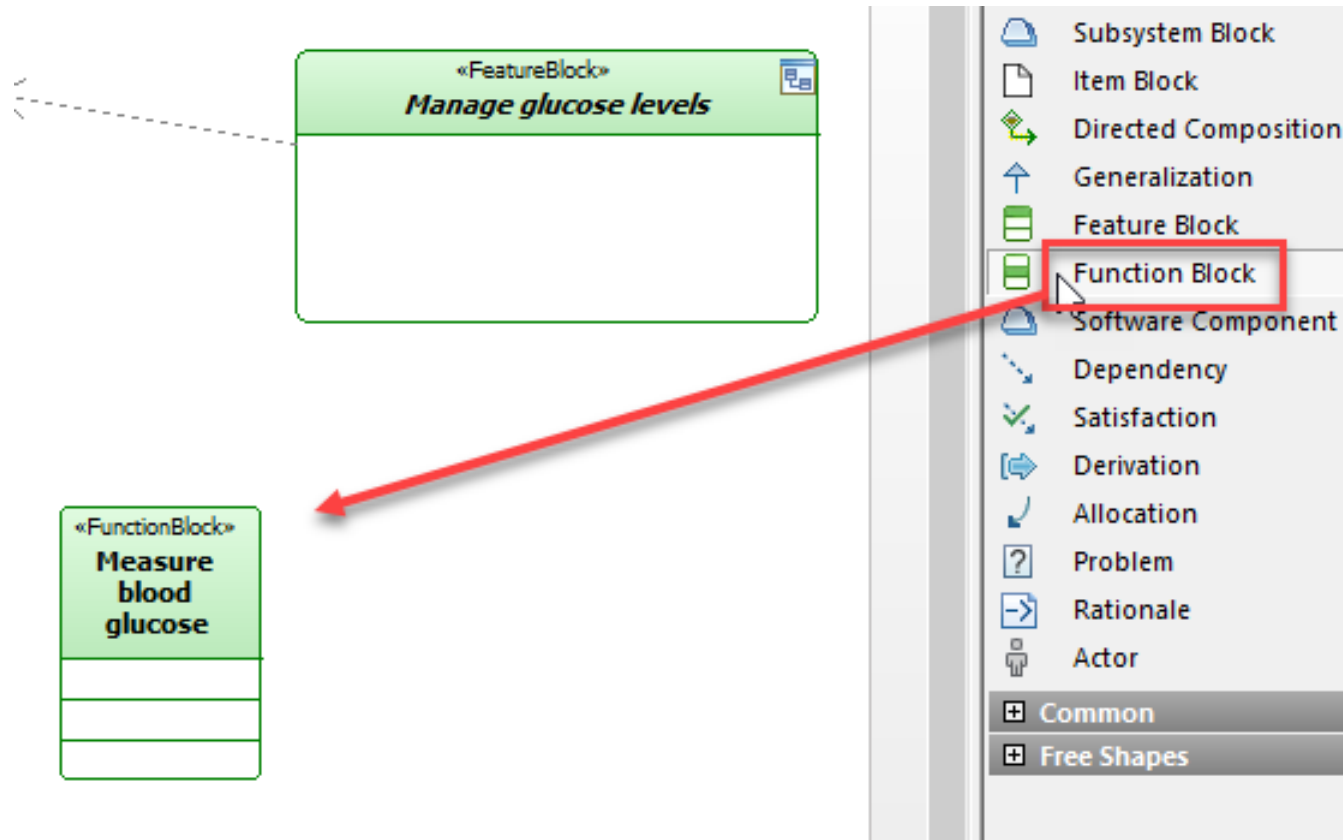 «FeatureBlock»
Manage glucose levels
«FunctionBlock»
Measure
blood
glucose
Subsystem Block
Item Block
Directed Composition
Generalization
Feature Block
Function Block
Software Component
Dependency
Satisfaction
Derivation
Allocation
Problem
Rationale
Actor
Common
Free Shapes